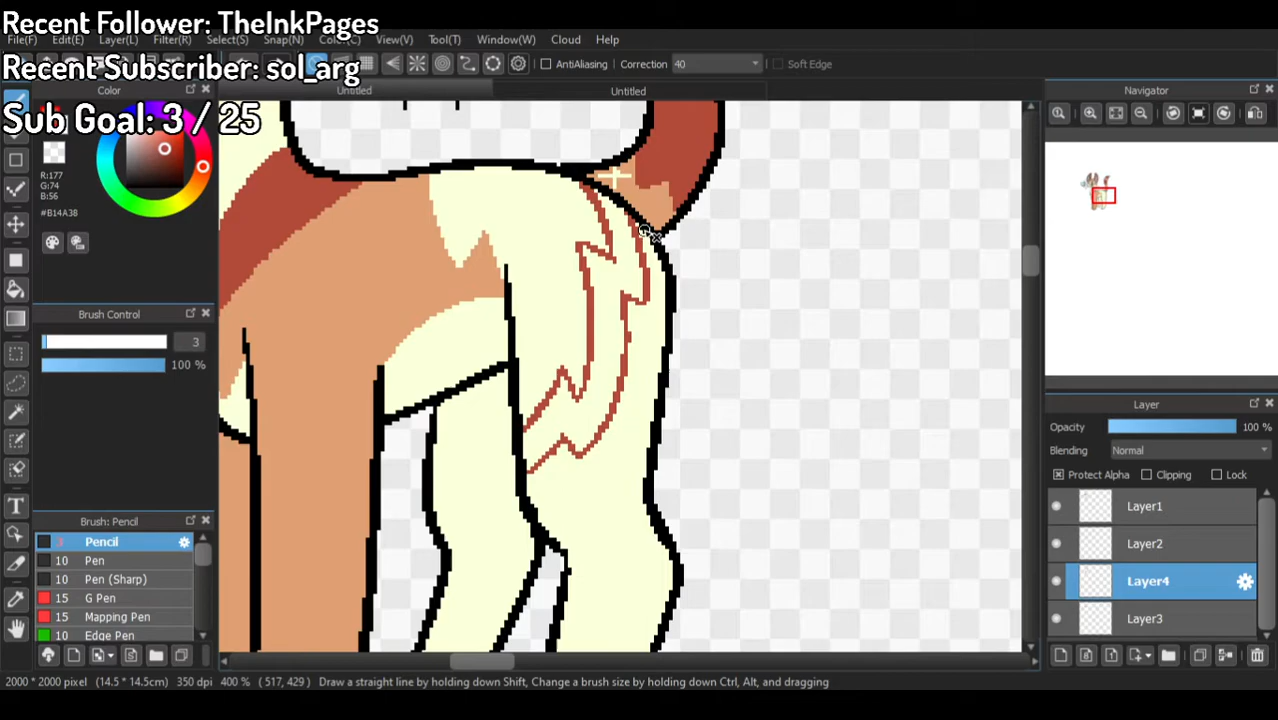 Recent Follower: TheInkPages
File(F) Edit(E) Layer(L) Filter(R) Select(S) Snap(N) View(V) Tool(T) Window(W) Cloud Help
Recent Subscriber: sol_arg
AntiAliasing Correction 40 Soft Edge
Color
Untitled Untitled
Navigator
Sub Goal: 3 / 25
R:177
G:74
B:56
#B14A38
Brush Control
3
100 %
Layer
Opacity 100 %
Blending Normal
Protect Alpha Clipping Lock
Layer1
Layer2
Layer4
Layer3
Brush: Pencil
3 Pencil
10 Pen
10 Pen (Sharp)
15 G Pen
15 Mapping Pen
10 Edge Pen
2000 * 2000 pixel (14.5 * 14.5cm) 350 dpi 400 % ( 517, 429 ) Draw a straight line by holding down Shift, Change a brush size by holding down Ctrl, Alt, and dragging